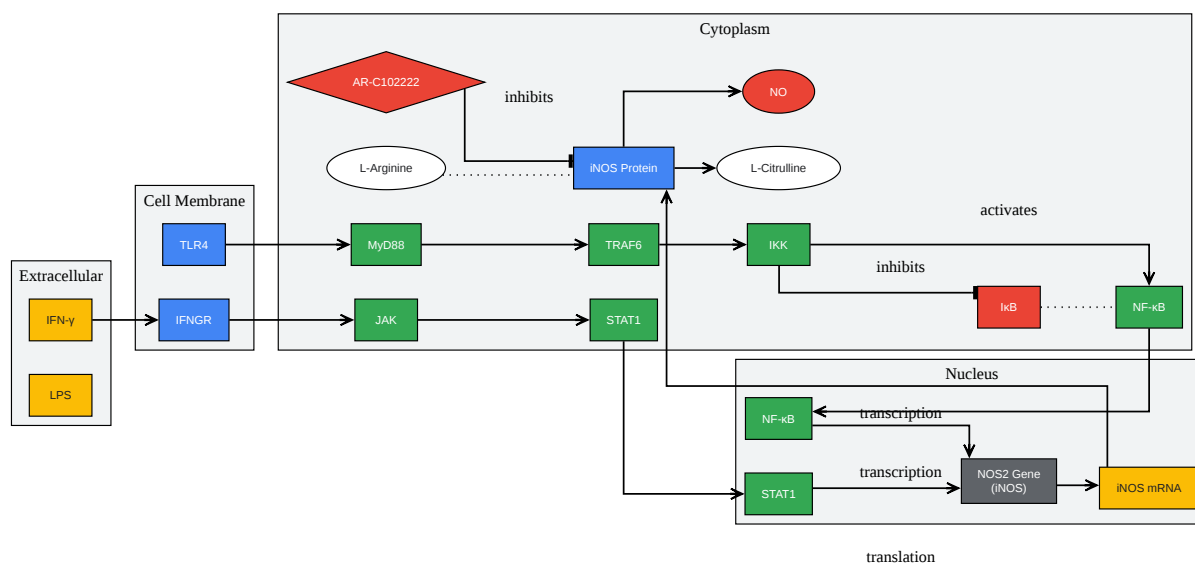 Cytoplasm
AR-C102222
inhibits
NO
L-Arginine
iNOS Protein
L-Citrulline
Cell Membrane
activates
TLR4
MyD88
TRAF6
IKK
Extracellular
inhibits
IFN-γ
IFNGR
JAK
STAT1
IκB
NF-κB
LPS
Nucleus
NF-κB
transcription
STAT1
transcription
NOS2 Gene
(iNOS)
iNOS mRNA
translation